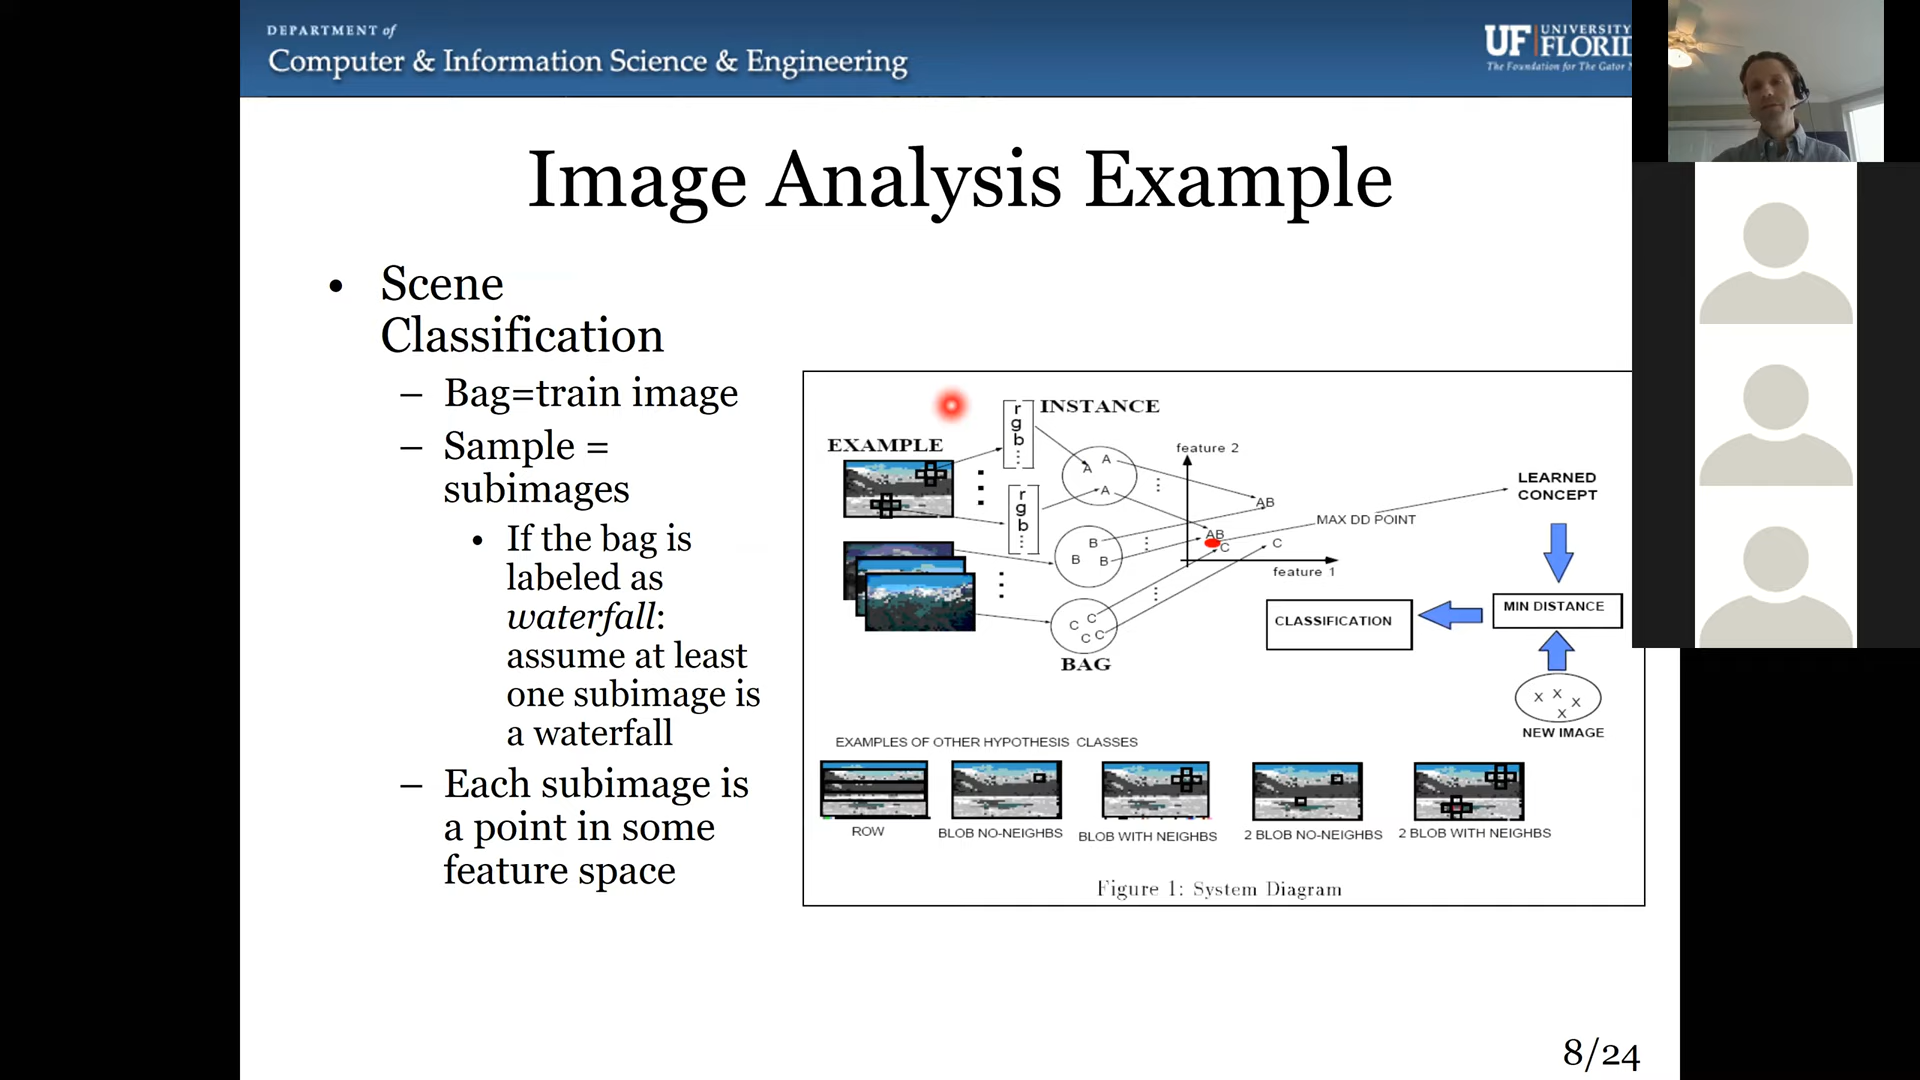 DEPARTMENT of
Computer & Information Science & Engineering
UF UNIVERSITY
FLORI
The Foundation for The Gator
Image Analysis Example
• Scene
Classification
– Bag=train image
– Sample =
subimages
• If the bag is
labeled as
waterfall:
assume at least
one subimage is
a waterfall
– Each subimage is
a point in some
feature space
EXAMPLE
r
g
b
INSTANCE
r
g
b
A A
A
B
B B
C C
C C
BAG
feature 2
AB
AB
C
C
feature 1
MAX DD POINT
LEARNED
CONCEPT
MIN DISTANCE
CLASSIFICATION
X X X
X
NEW IMAGE
EXAMPLES OF OTHER HYPOTHESIS CLASSES
ROW
BLOB NO-NEIGHBS
BLOB WITH NEIGHBS
2 BLOB NO-NEIGHBS
2 BLOB WITH NEIGHBS
Figure 1: System Diagram
8/24